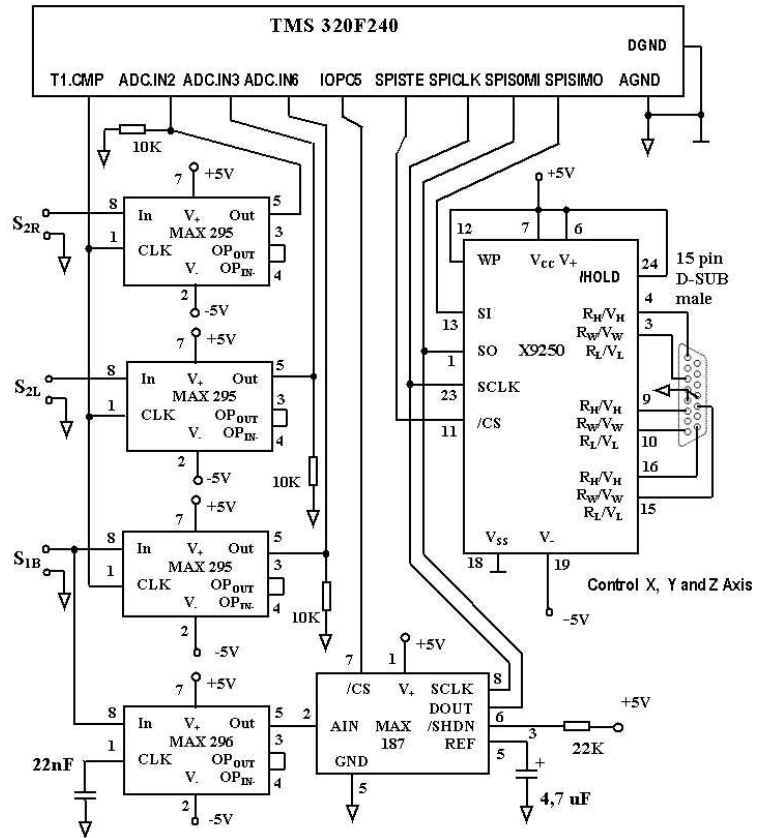 TMS 320F240
DGND
T1.CMP ADC.IN2 ADC.IN3 ADC.IN6 IOPC5 SPISTE SPICLK SPISOMI SPISIMO AGND
10K
7 +5V
8 In V+ Out 5
S2R
MAX 295
1 CLK OPOUT 3
V- OPIN- 4
2 -5V
7 +5V
8 In V+ Out 5
S2L
MAX 295
1 CLK OPOUT 3
V- OPIN- 4
2 -5V
10K
7 +5V
8 In V+ Out 5
S1B
MAX 295
1 CLK OPOUT 3
V- OPIN- 4
2 -5V
10K
7 +5V
8 In V+ Out 5
MAX 296
1 CLK OPOUT 3
V- OPIN- 4
2 -5V
22nF
+5V
12 7 6
WP VCC V+ /HOLD 24
15 pin
D-SUB
male
13 SI
1 SO
X9250
23 SCLK
11 /CS
RH/VH 4
RW/VW 3
RL/VL
9
RH/VH
RW/VW
RL/VL 10
16
RH/VH
RW/VW
RL/VL 15
VSS V-
18 19
-5V
Control X, Y and Z Axis
7 1 +5V
/CS V+ SCLK 8
DOUT
2 AIN MAX /SHDN 6
187 REF 3
GND 5
5
22K
+5V
+
4,7 uF